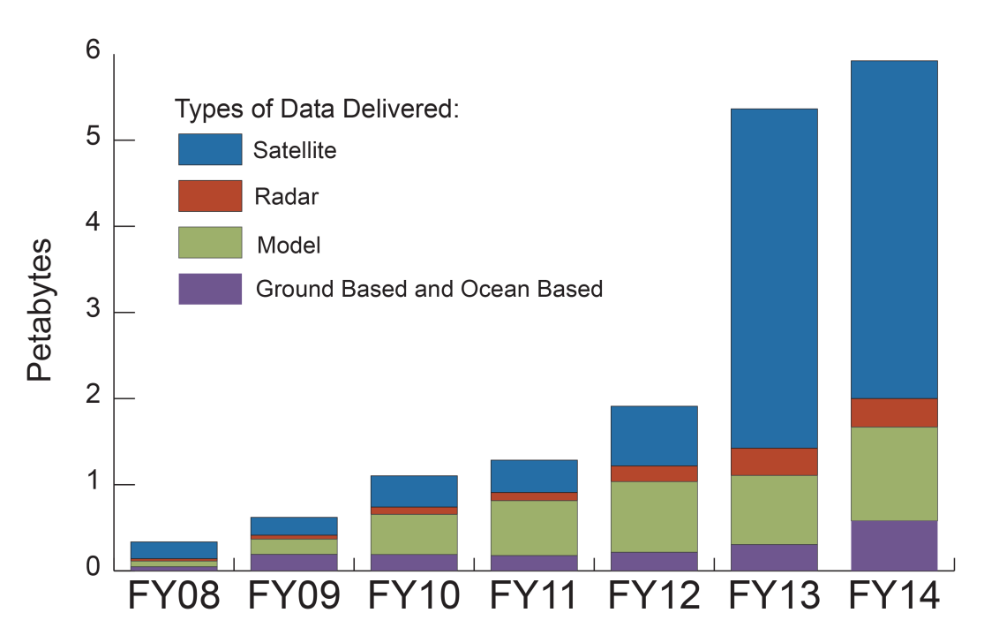 6
Types of Data Delivered:
5
Satellite
Radar
4
Model
Ground Based and Ocean Based
3
Petabytes
2
1
0
FY08 FY09 FY10 FY11 FY12 FY13 FY14